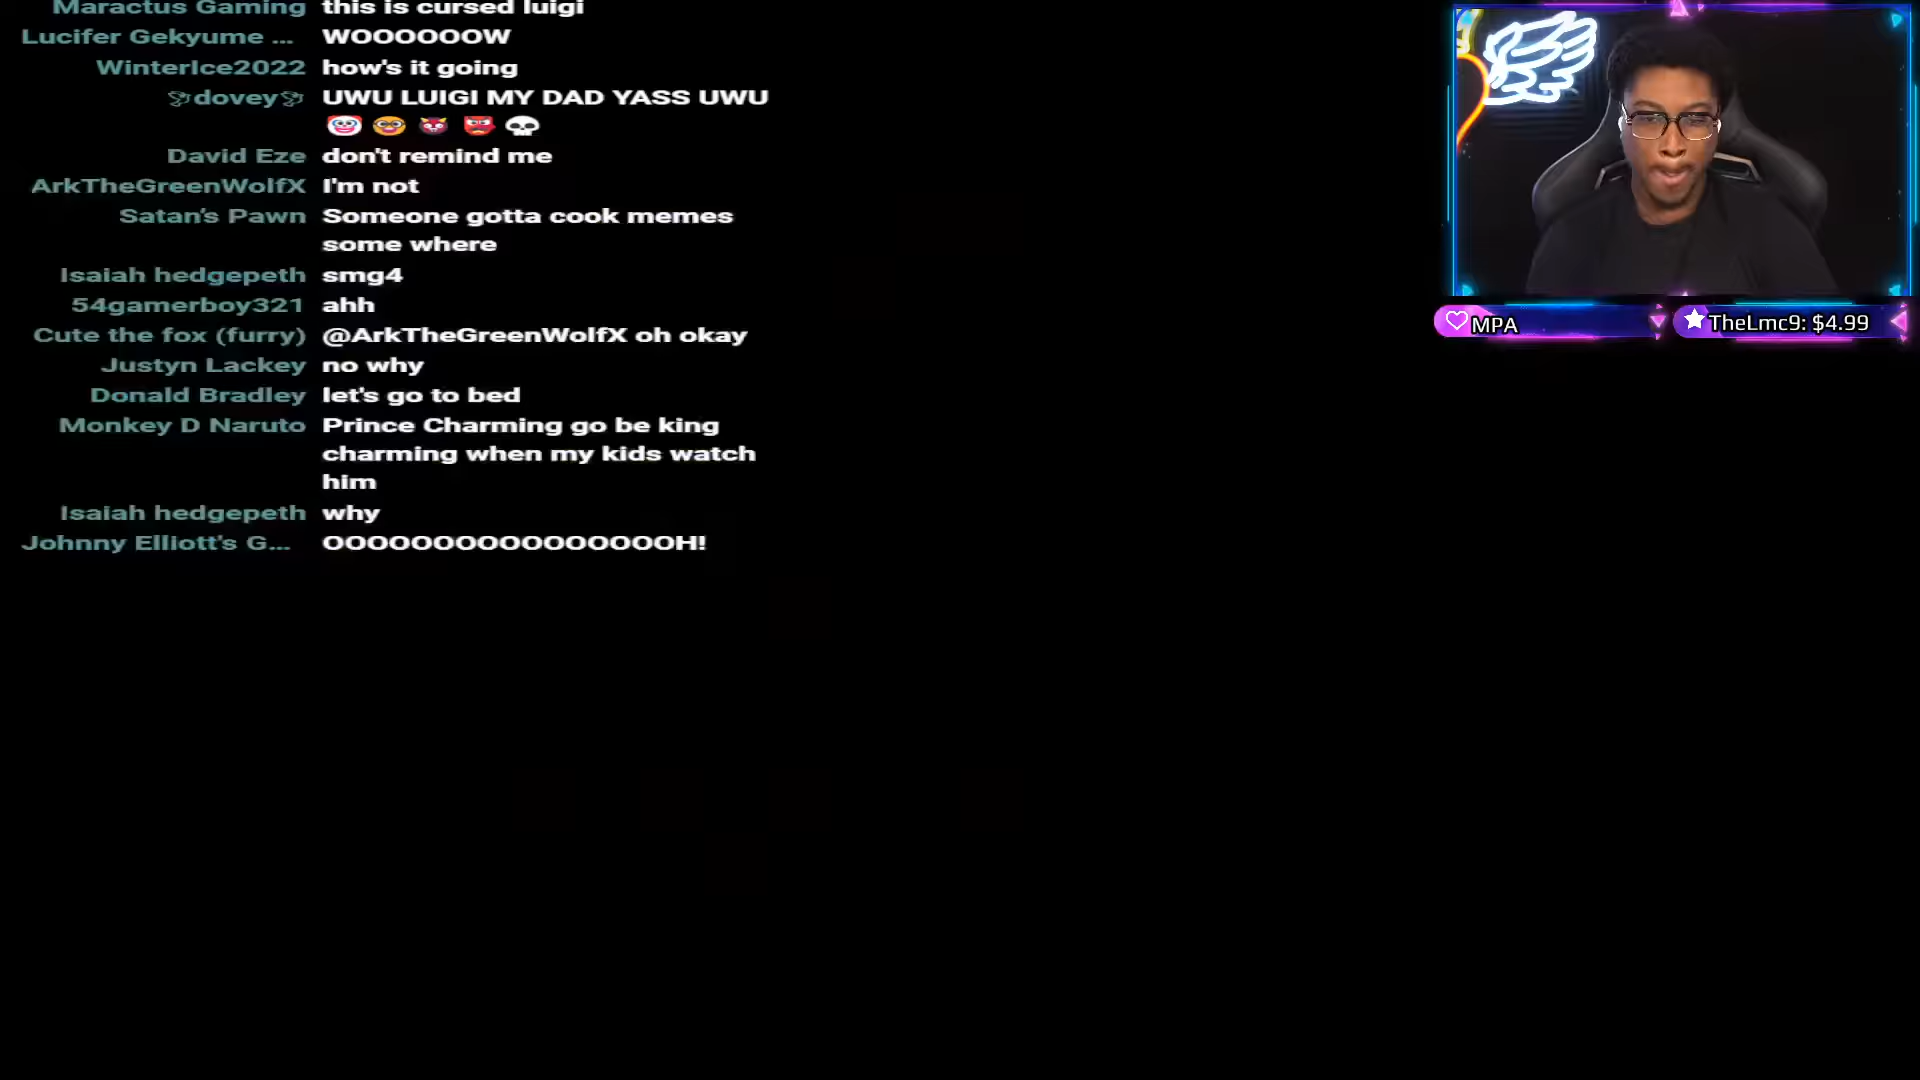 Maractus Gaming this is cursed luigi
Lucifer Gekyume ... WOOOOOOW
WinterIce2022 how's it going
🕊dovey🕊 UWU LUIGI MY DAD YASS UWU
🤡 🤓 😈 👹 💀
David Eze don't remind me
ArkTheGreenWolfX I'm not
Satan's Pawn Someone gotta cook memes
some where
Isaiah hedgepeth smg4
54gamerboy321 ahh
Cute the fox (furry) @ArkTheGreenWolfX oh okay
Justyn Lackey no why
Donald Bradley let's go to bed
Monkey D Naruto Prince Charming go be king
charming when my kids watch
him
Isaiah hedgepeth why
Johnny Elliott's G... OOOOOOOOOOOOOOOOH!
MPA
TheLmc9: $4.99